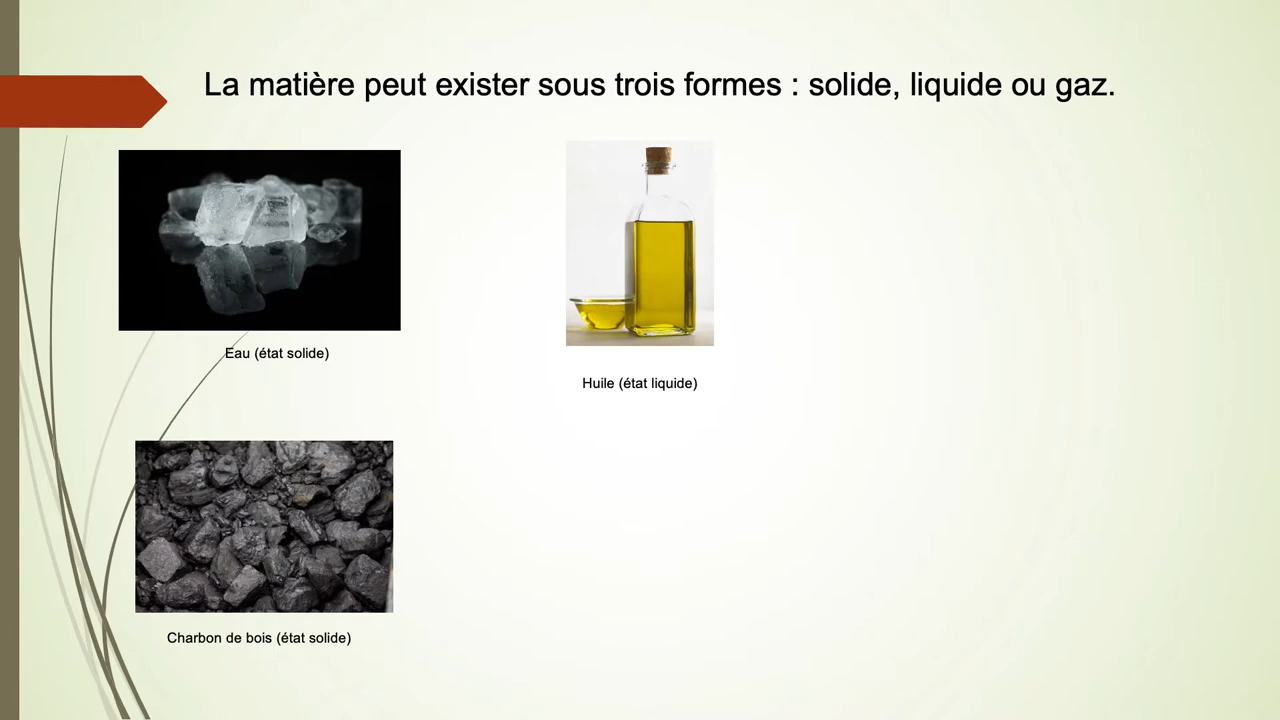 La matière peut exister sous trois formes : solide, liquide ou gaz.
Eau (état solide)
Huile (état liquide)
Charbon de bois (état solide)